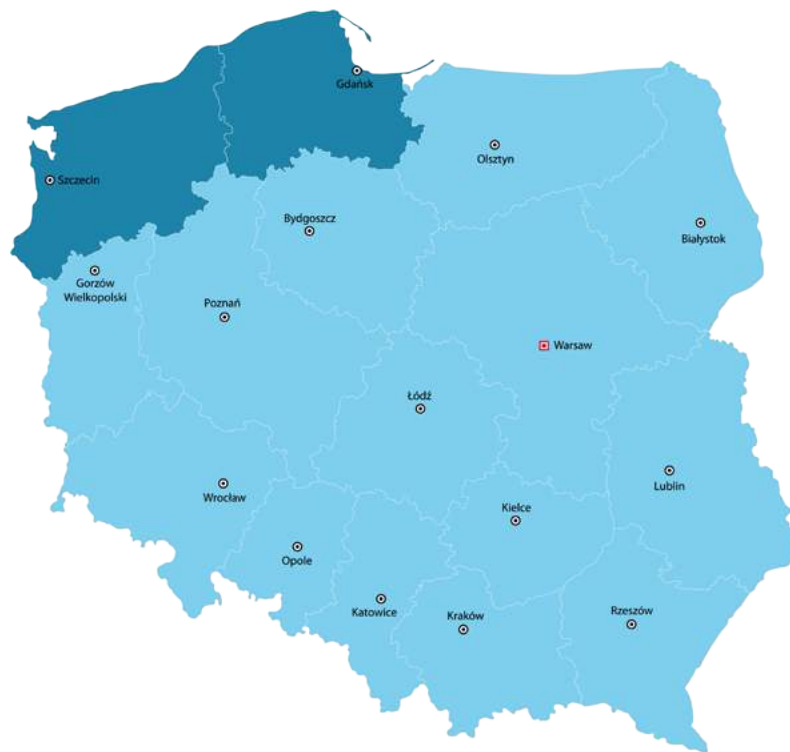 Gdańsk
Olsztyn
Szczecin
Bydgoszcz
Białystok
Gorzów
Wielkopolski
Poznań
Warsaw
Łódź
Lublin
Wrocław
Kielce
Opole
Katowice
Kraków
Rzeszów